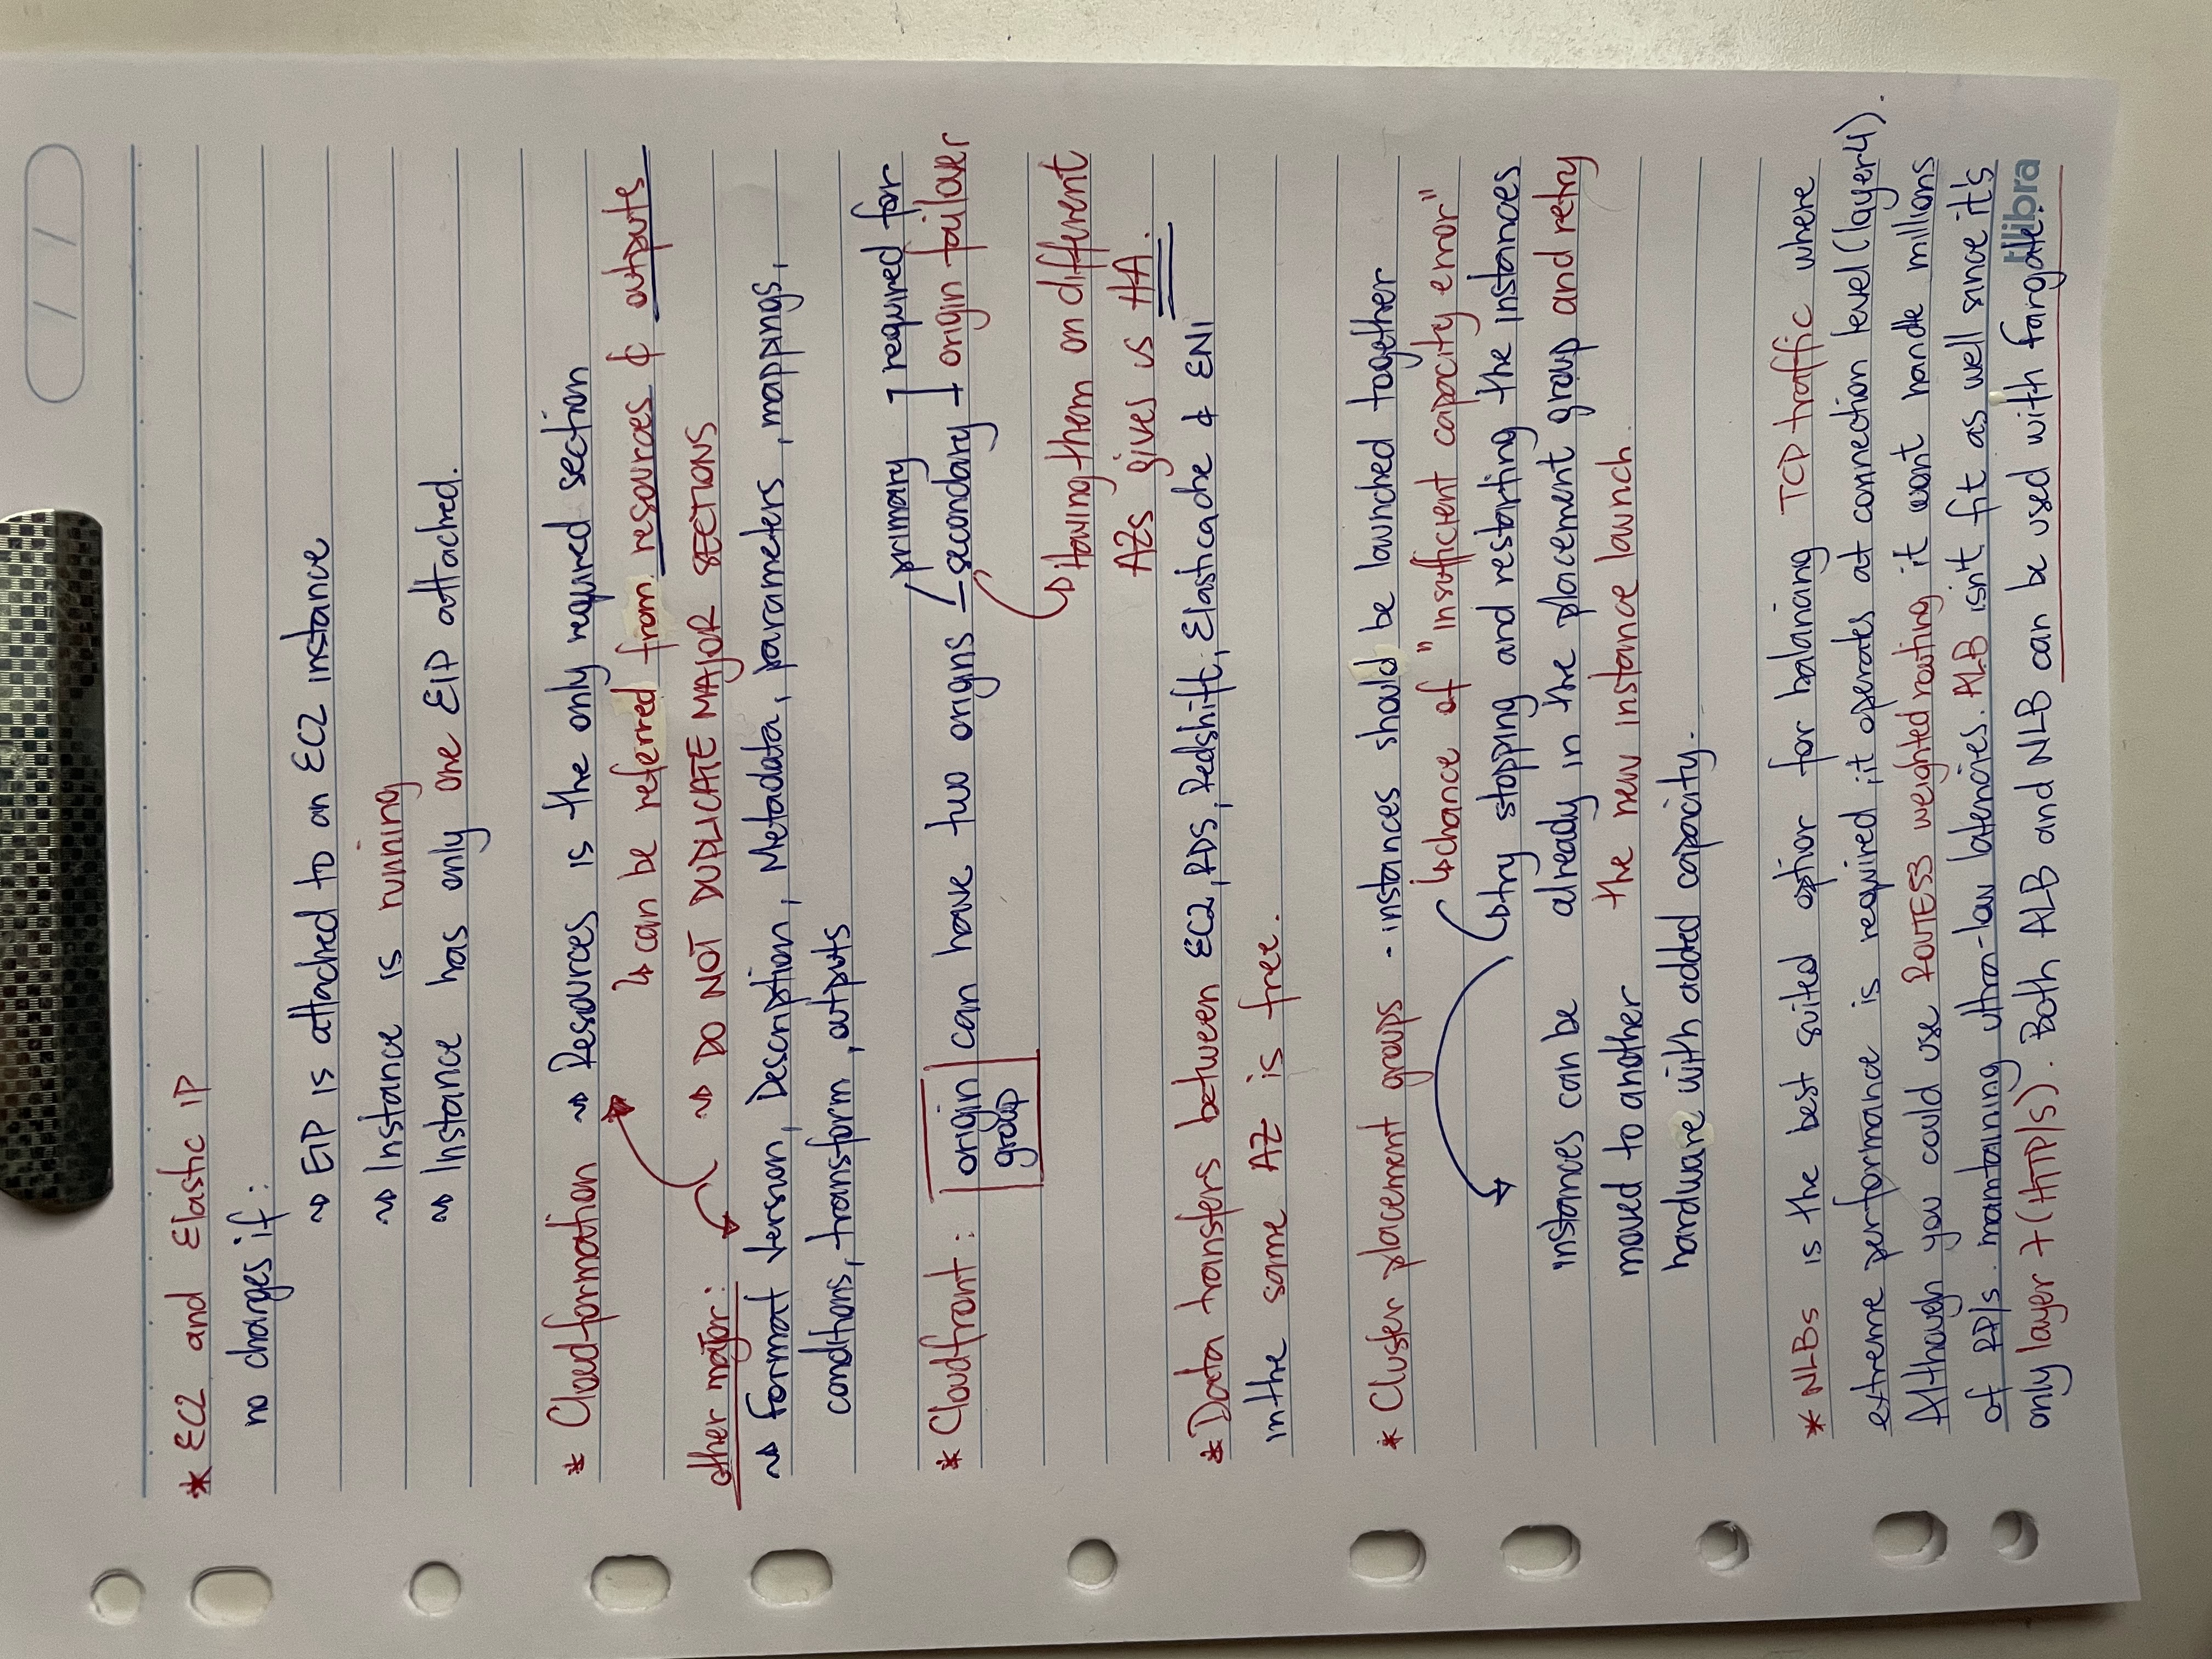 * EC2 and Elastic IP
no charges if:
~> EIP is attached to an EC2 instance
~> Instance is running
~> Instance has only one EIP attached.
* Cloudformation ~> Resources is the only required section
↳ can be referred from resources & outputs
other major: ~> DO NOT DUPLICATE MAJOR SECTIONS
~> format version, Description, Metadata, parameters, mappings,
conditions, transform, outputs
primary required for
* Cloudfront: origin can have two origins secondary origin failover
group
↳ Having them on different
AZs gives us HA.
* Data transfers between EC2, RDS, Redshift, Elasticache & ENI
in the same AZ is free.
* Cluster placement groups - instances should be launched together
↳ chance of "insufficient capacity error"
↳ try stopping and restarting the instances
already in the placement group and retry
the new instance launch.
instances can be
moved to another
hardware with added capacity.
* NLBs is the best suited option for balancing TCP traffic where
extreme performance is required, it operates at connection level (layer 4).
Although you could use ROUTE53 weighted routing it wont handle millions
of RP/s maintaining ultra-low latencies. ALB isn't fit as well since it's
only layer 7 (HTTP/S). Both ALB and NLB can be used with fargate.
tilibra